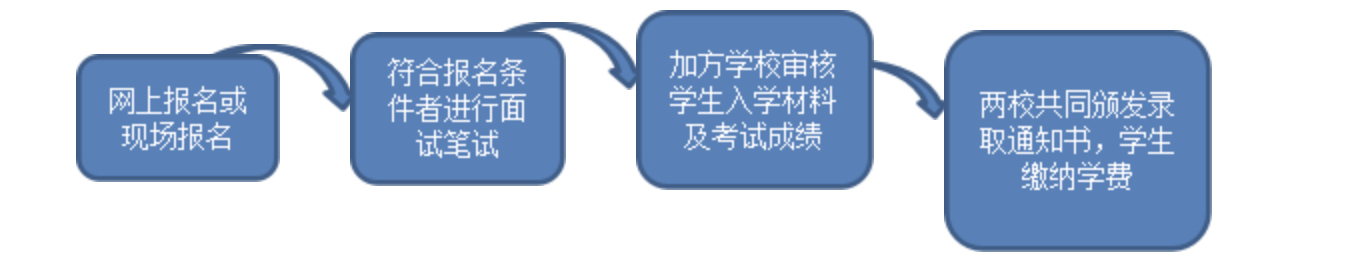 网上报名或
现场报名
符合报名条
件者进行面
试笔试
加方学校审核
学生入学材料
及考试成绩
两校共同颁发录
取通知书，学生
缴纳学费